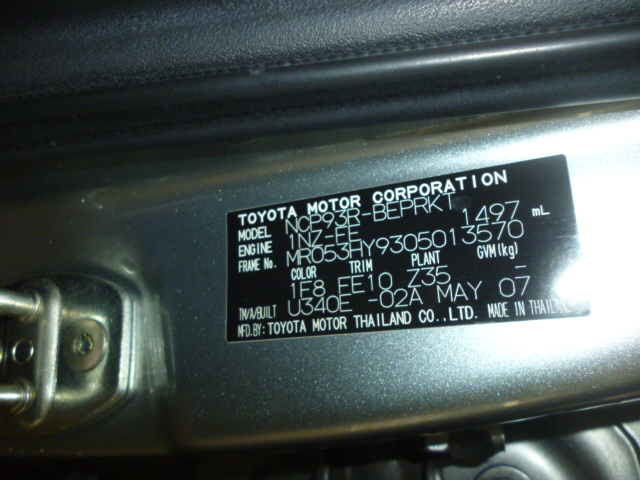 TOYOTA MOTOR CORPORATION
MODEL NCP93R-BEPRKT
ENGINE 1NZ-FE 1497 mL
FRAME No. MR053HY9305013570
COLOR TRIM PLANT GVM(kg)
1E8 FE10 Z35 -
TM/A/BUILT U340E -02A MAY 07
MFD.BY: TOYOTA MOTOR THAILAND CO.,LTD. MADE IN THAILAND